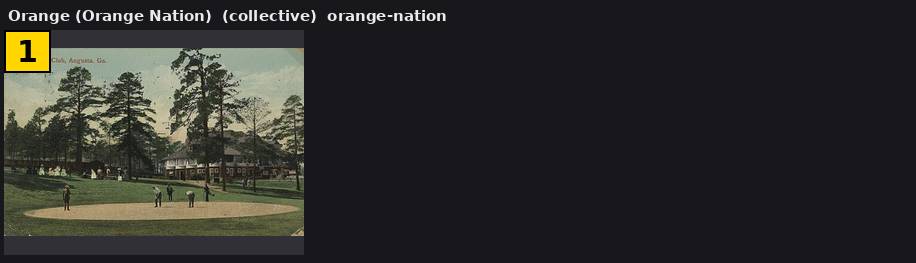 Orange (Orange Nation) (collective) orange-nation
1
Club, Augusta, Ga.